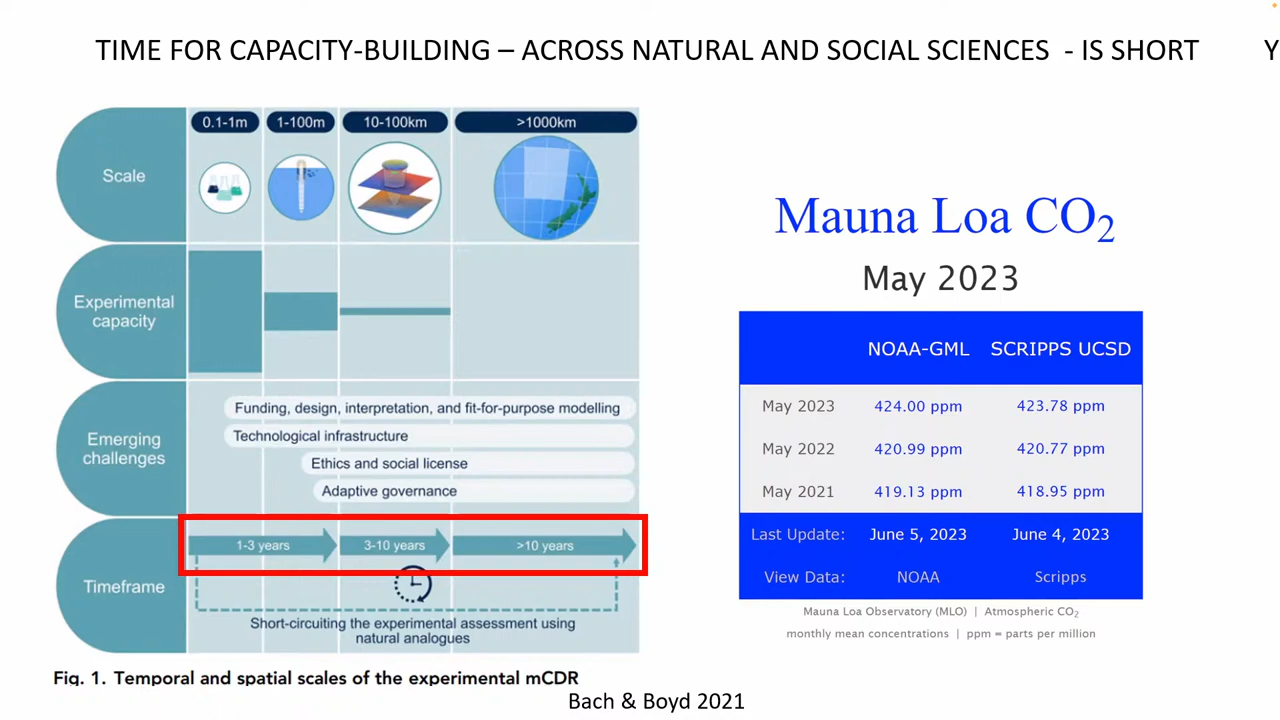 TIME FOR CAPACITY-BUILDING – ACROSS NATURAL AND SOCIAL SCIENCES - IS SHORT Y
0.1-1m 1-100m 10-100km >1000km
Scale
Experimental
capacity
Emerging
challenges
Funding, design, interpretation, and fit-for-purpose modelling
Technological infrastructure
Ethics and social license
Adaptive governance
Timeframe
1-3 years 3-10 years >10 years
Short-circuiting the experimental assessment using
natural analogues
Fig. 1. Temporal and spatial scales of the experimental mCDR
Bach & Boyd 2021
Mauna Loa CO₂
May 2023
NOAA-GML SCRIPPS UCSD
May 2023 424.00 ppm 423.78 ppm
May 2022 420.99 ppm 420.77 ppm
May 2021 419.13 ppm 418.95 ppm
Last Update: June 5, 2023 June 4, 2023
View Data: NOAA Scripps
Mauna Loa Observatory (MLO) | Atmospheric CO₂
monthly mean concentrations | ppm = parts per million